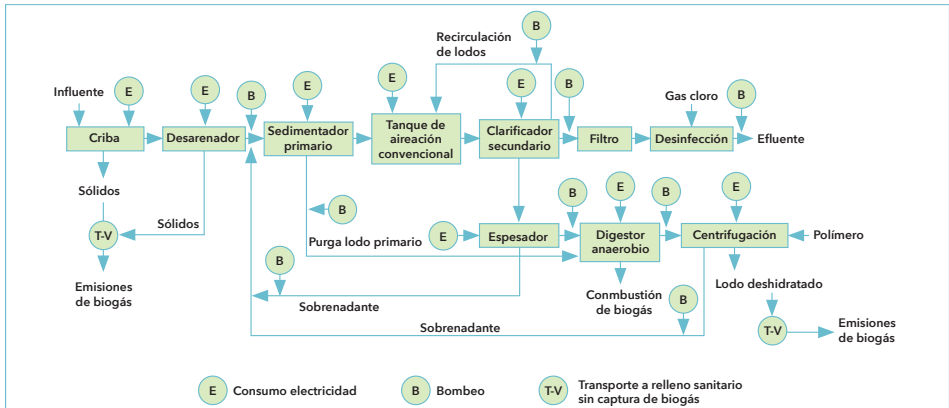 B
Recirculación
de lodos
Influente
E
E
B
E
E
E
B
Gas cloro
B
Criba
Desarenador
Sedimentador
primario
Tanque de
aireación
convencional
Clarificador
secundario
Filtro
Desinfección
Efluente
Sólidos
Sólidos
T-V
Emisiones
de biogás
B
Purga lodo primario
E
Espesador
B
E
Digestor
anaerobio
B
E
Centrifugación
Polímero
B
Sobrenadante
Conmbustión
de biogás
Sobrenadante
B
Lodo deshidratado
T-V
Emisiones
de biogás
E
Consumo electricidad
B
Bombeo
T-V
Transporte a relleno sanitario
sin captura de biogás